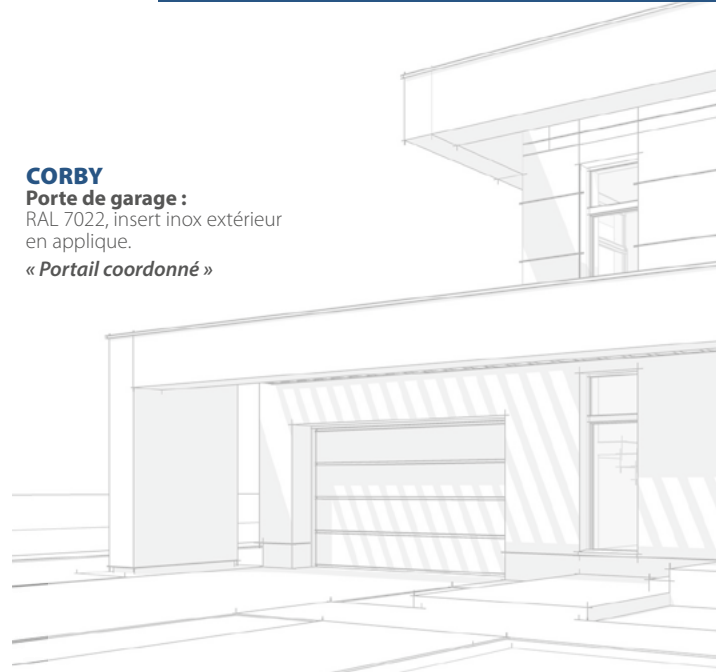 CORBY
Porte de garage :
RAL 7022, insert inox extérieur
en applique.
« Portail coordonné »